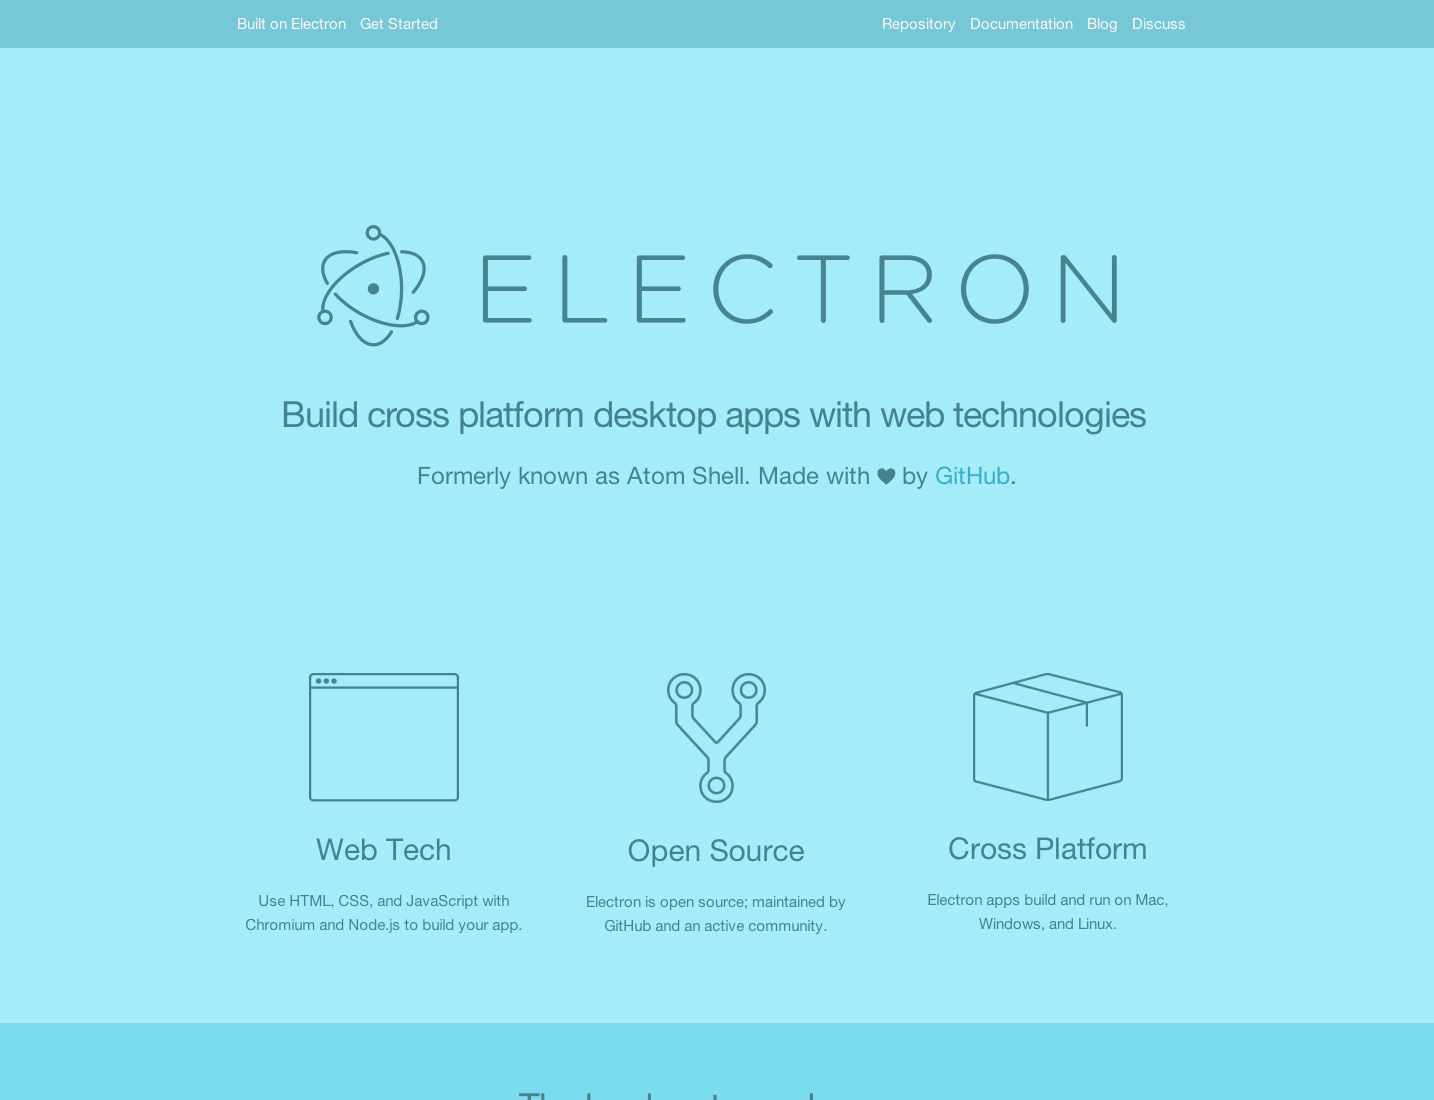 Built on Electron Get Started Repository Documentation Blog Discuss
ELECTRON
Build cross platform desktop apps with web technologies
Formerly known as Atom Shell. Made with ♥ by GitHub.
Web Tech
Use HTML, CSS, and JavaScript with
Chromium and Node.js to build your app.
Open Source
Electron is open source; maintained by
GitHub and an active community.
Cross Platform
Electron apps build and run on Mac,
Windows, and Linux.